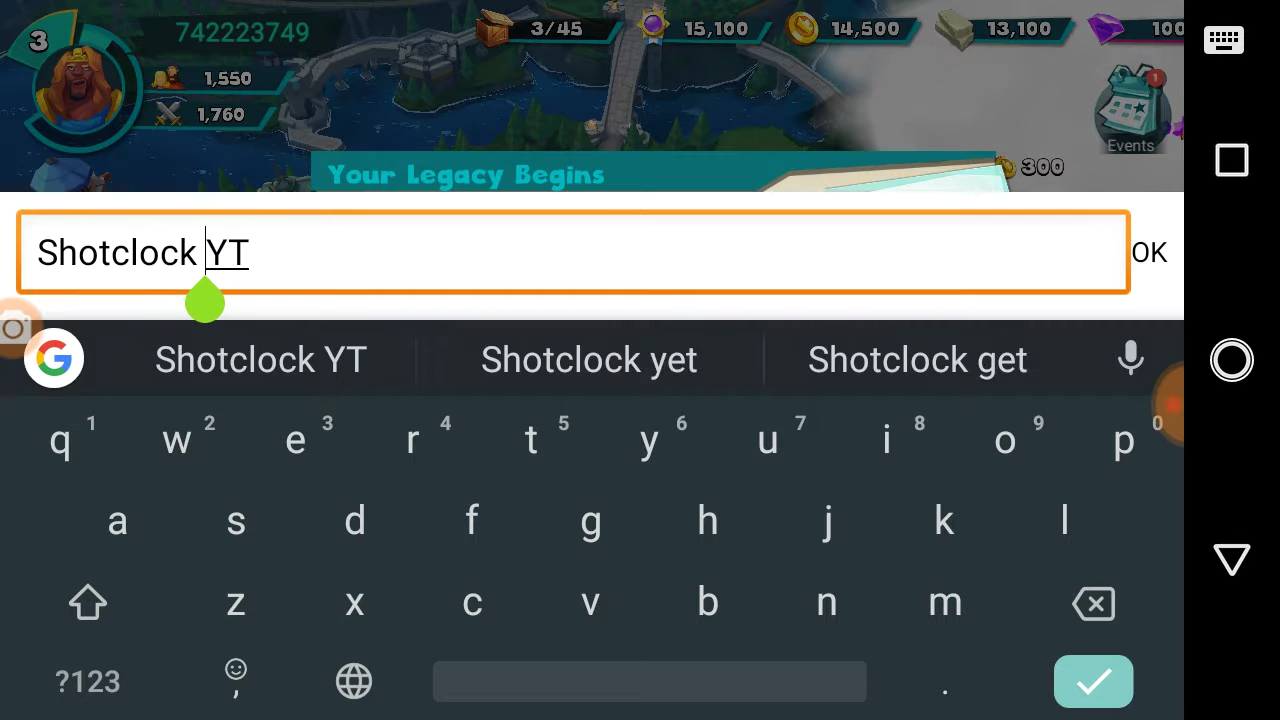 3
742223749
3/45
15,100
14,500
13,100
100
1,550
1,760
1
Events
Your Legacy Begins
300
Shotclock YT
OK
G
Shotclock YT
Shotclock yet
Shotclock get
q 1 w 2 e 3 r 4 t 5 y 6 u 7 i 8 o 9 p 0
a s d f g h j k l
z x c v b n m
?123 , .